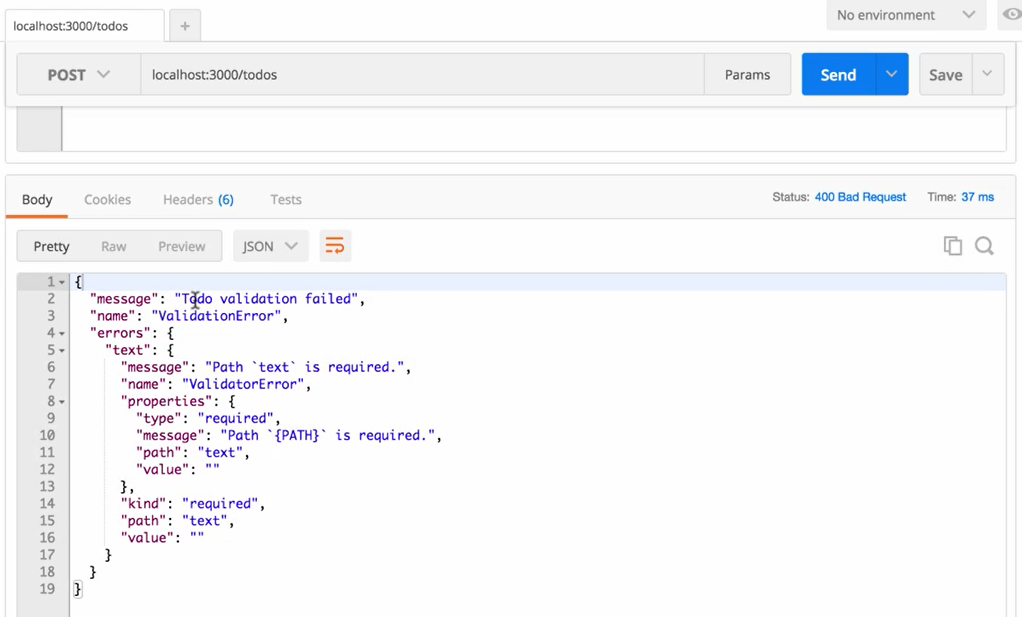 localhost:3000/todos +
No environment
POST localhost:3000/todos Params Send Save
Body Cookies Headers (6) Tests Status: 400 Bad Request Time: 37 ms
Pretty Raw Preview JSON
1 {
2 "message": "Todo validation failed",
3 "name": "ValidationError",
4 "errors": {
5 "text": {
6 "message": "Path `text` is required.",
7 "name": "ValidatorError",
8 "properties": {
9 "type": "required",
10 "message": "Path `{PATH}` is required.",
11 "path": "text",
12 "value": ""
13 },
14 "kind": "required",
15 "path": "text",
16 "value": ""
17 }
18 }
19 }